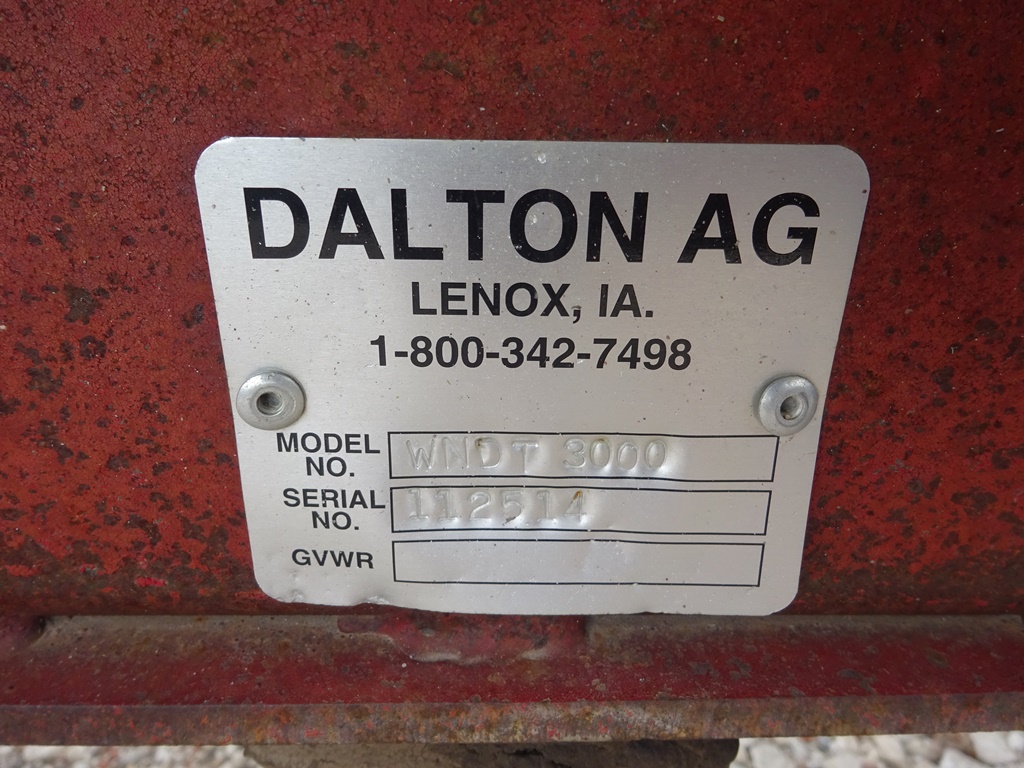 DALTON AG
LENOX, IA.
1-800-342-7498
MODEL NO. WNDT 3000
SERIAL NO. 112514
GVWR